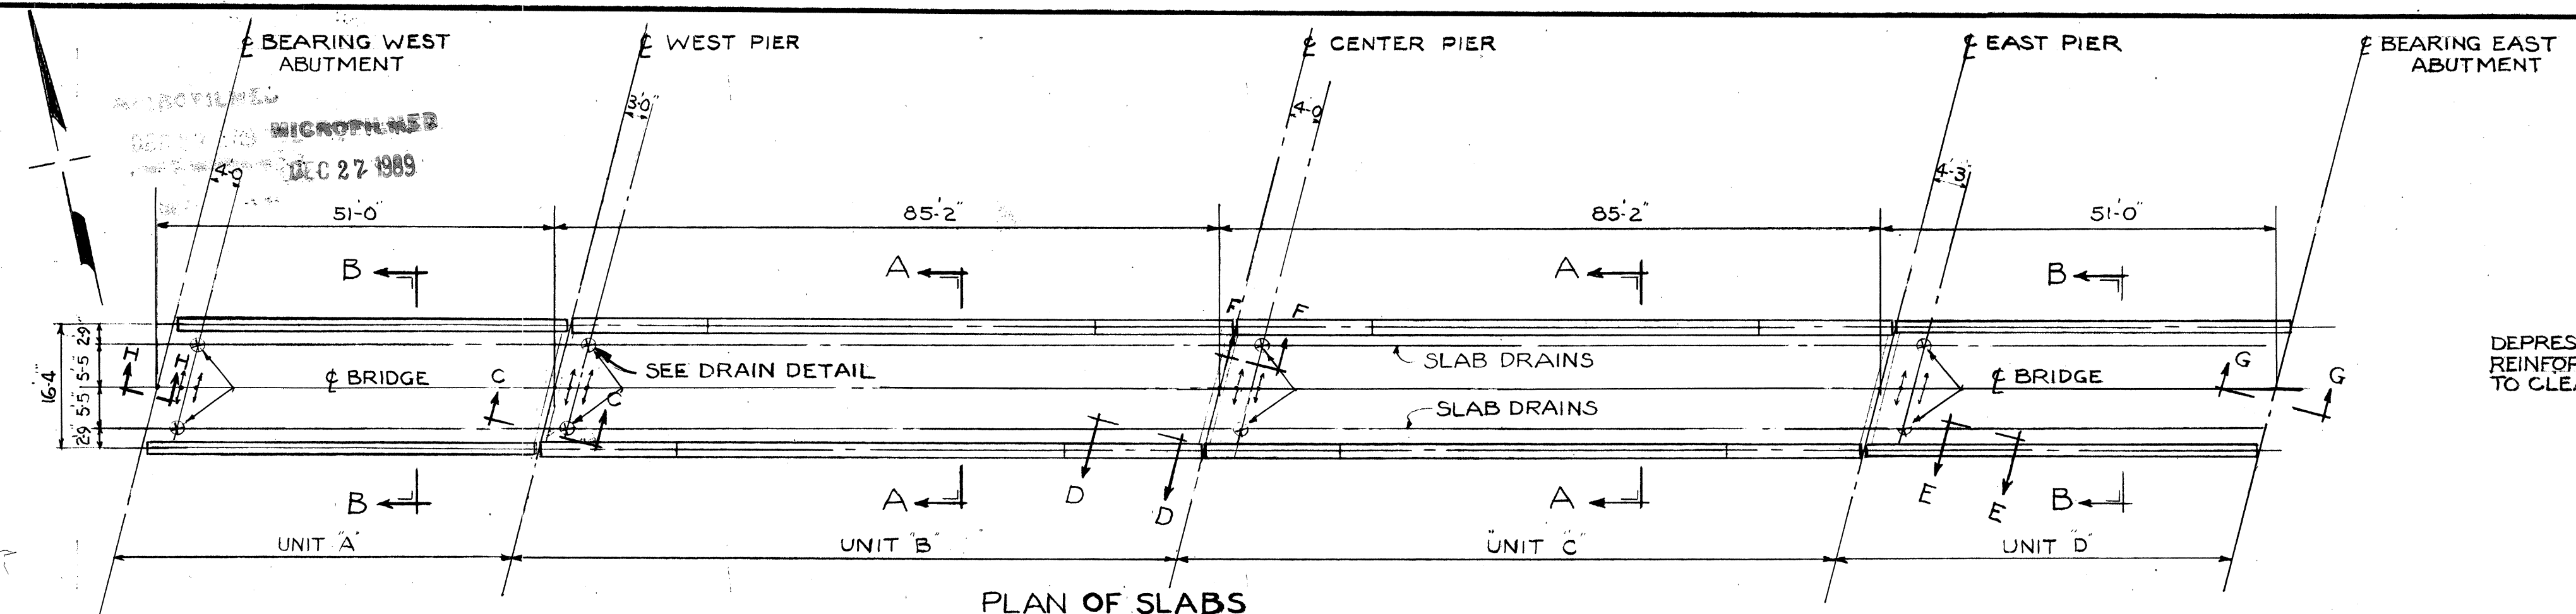 ℄ BEARING WEST
ABUTMENT
℄ WEST PIER
℄ CENTER PIER
℄ EAST PIER
℄ BEARING EAST
ABUTMENT
MICROFILMED
DEC 27 1989
4'-0"
3'-0"
4'-0
4'-3"
51'-0"
85'-2"
85'-2"
51'-0"
B
A
A
B
F
F
2'-9"
5'-5"
5'-5"
2'-9"
16'-4"
H
H
℄ BRIDGE
C
C
SEE DRAIN DETAIL
SLAB DRAINS
℄ BRIDGE
G
G
SLAB DRAINS
DEPRES
REINFOR
TO CLEA
B
A
D
D
A
E
E
B
UNIT "A"
UNIT "B"
"UNIT "C"
UNIT "D"
PLAN OF SLABS